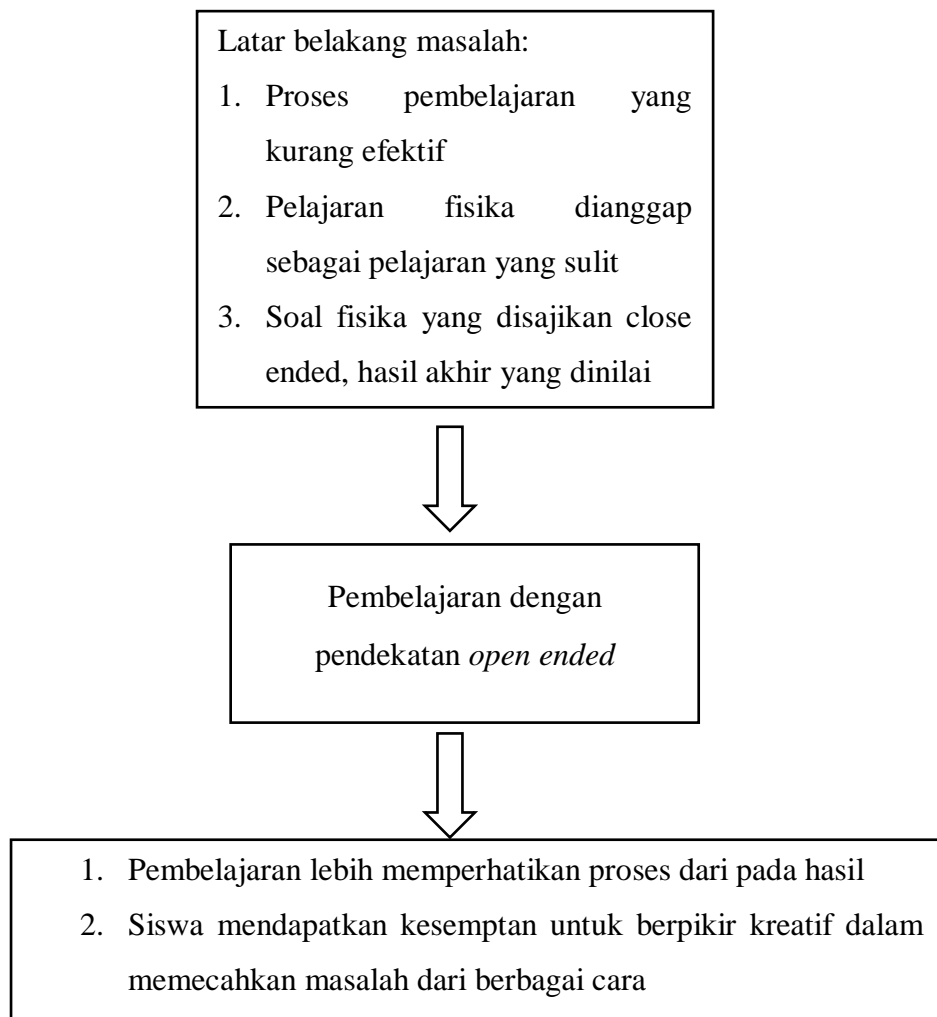 Latar belakang masalah:
1. Proses pembelajaran yang
kurang efektif
2. Pelajaran fisika dianggap
sebagai pelajaran yang sulit
3. Soal fisika yang disajikan close
ended, hasil akhir yang dinilai
Pembelajaran dengan
pendekatan open ended
1. Pembelajaran lebih memperhatikan proses dari pada hasil
2. Siswa mendapatkan kesemptan untuk berpikir kreatif dalam
memecahkan masalah dari berbagai cara